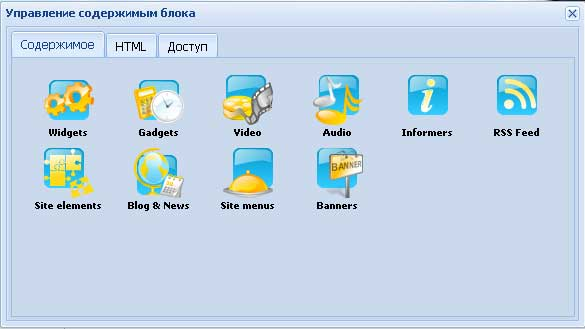 Управление содержимым блока
Содержимое HTML Доступ
Widgets Gadgets Video Audio Informers RSS Feed
BANNER
Site elements Blog & News Site menus Banners